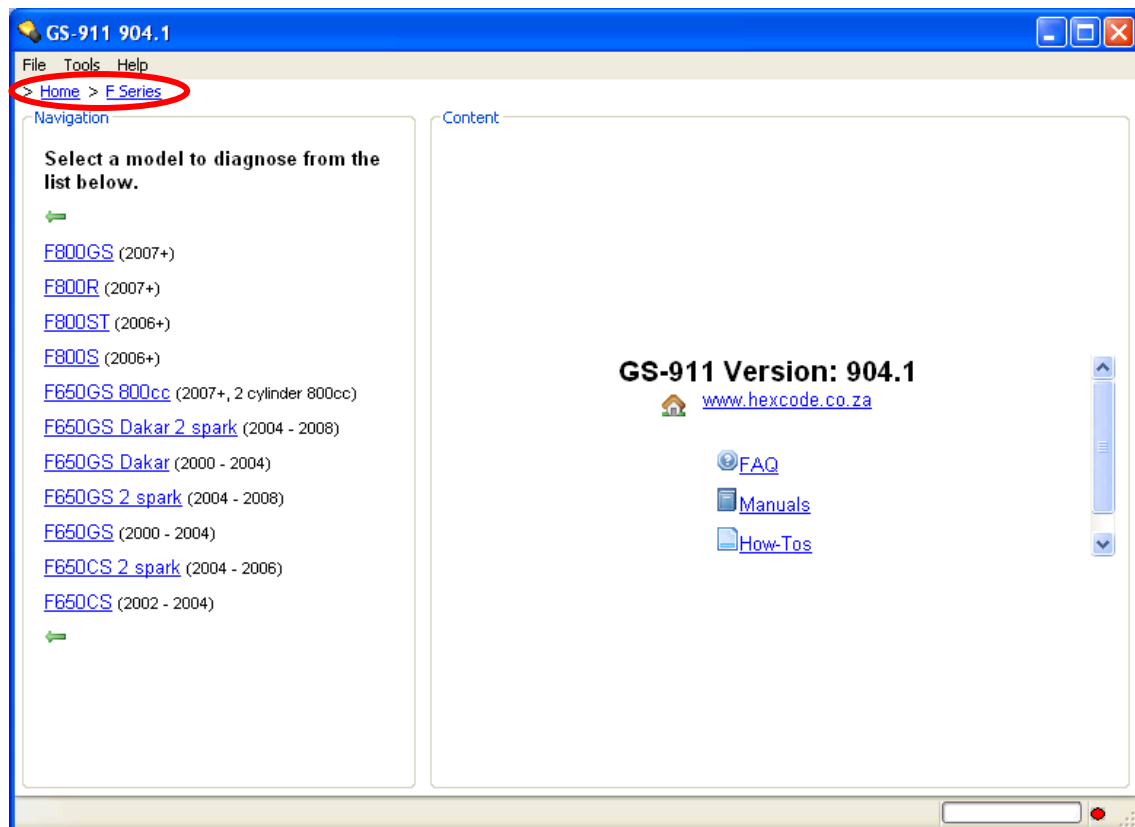 GS-911 904.1
File Tools Help
> Home > F Series
Navigation
Select a model to diagnose from the
list below.
F800GS (2007+)
F800R (2007+)
F800ST (2006+)
F800S (2006+)
F650GS 800cc (2007+, 2 cylinder 800cc)
F650GS Dakar 2 spark (2004 - 2008)
F650GS Dakar (2000 - 2004)
F650GS 2 spark (2004 - 2008)
F650GS (2000 - 2004)
F650CS 2 spark (2004 - 2006)
F650CS (2002 - 2004)
Content
GS-911 Version: 904.1
www.hexcode.co.za
FAQ
Manuals
How-Tos